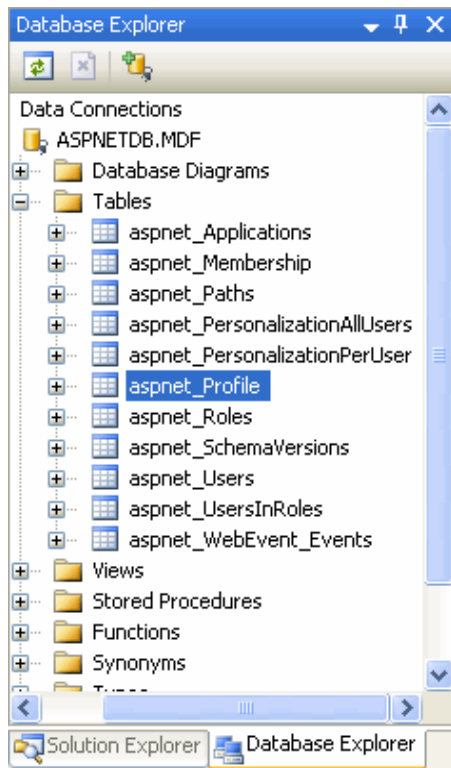 Database Explorer
Data Connections
ASPNETDB.MDF
Database Diagrams
Tables
aspnet_Applications
aspnet_Membership
aspnet_Paths
aspnet_PersonalizationAllUsers
aspnet_PersonalizationPerUser
aspnet_Profile
aspnet_Roles
aspnet_SchemaVersions
aspnet_Users
aspnet_UsersInRoles
aspnet_WebEvent_Events
Views
Stored Procedures
Functions
Synonyms
Solution Explorer Database Explorer